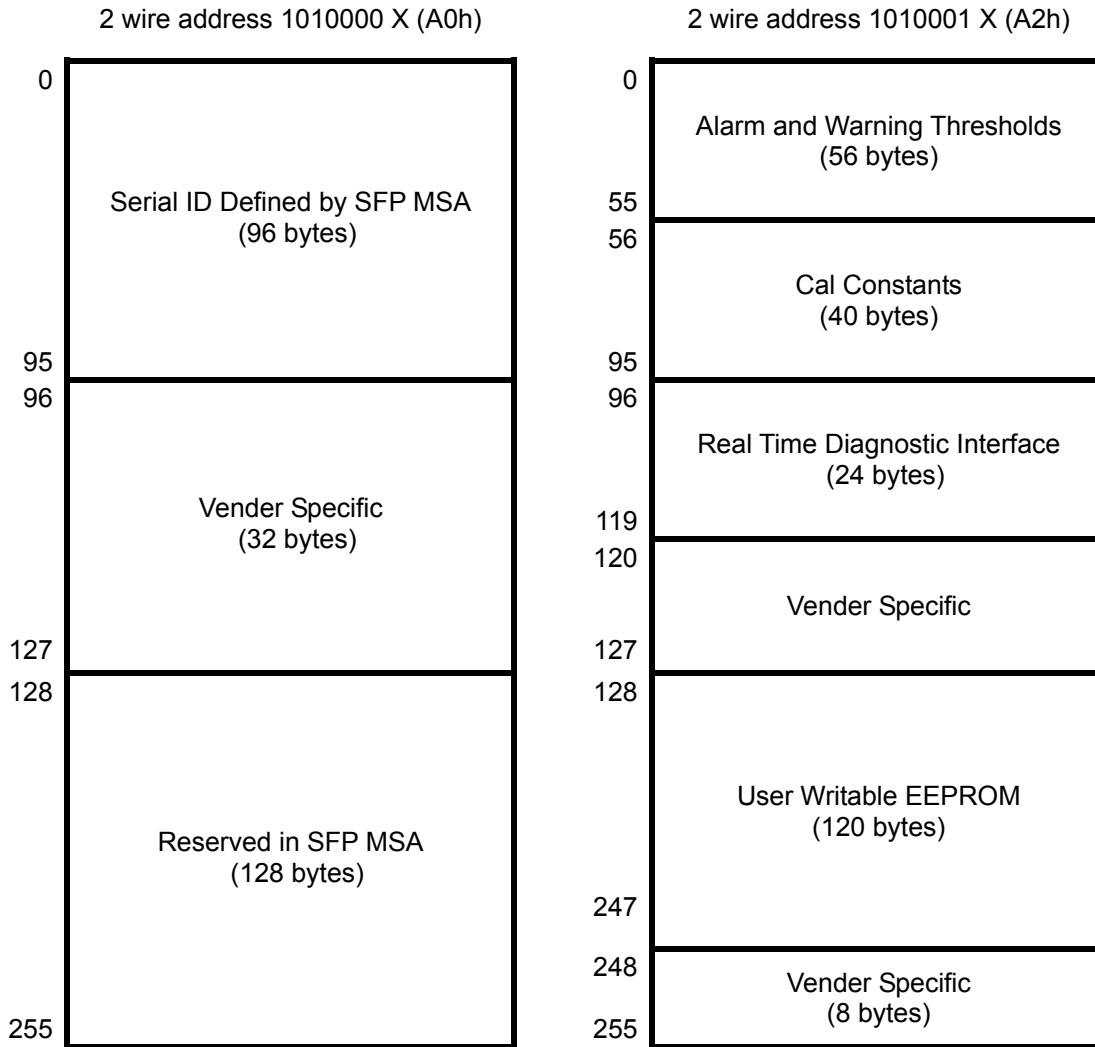 2 wire address 1010000 X (A0h)
0
Serial ID Defined by SFP MSA
(96 bytes)
95
96
Vender Specific
(32 bytes)
127
128
Reserved in SFP MSA
(128 bytes)
255
2 wire address 1010001 X (A2h)
0
Alarm and Warning Thresholds
(56 bytes)
55
56
Cal Constants
(40 bytes)
95
96
Real Time Diagnostic Interface
(24 bytes)
119
120
Vender Specific
127
128
User Writable EEPROM
(120 bytes)
247
248
Vender Specific
(8 bytes)
255